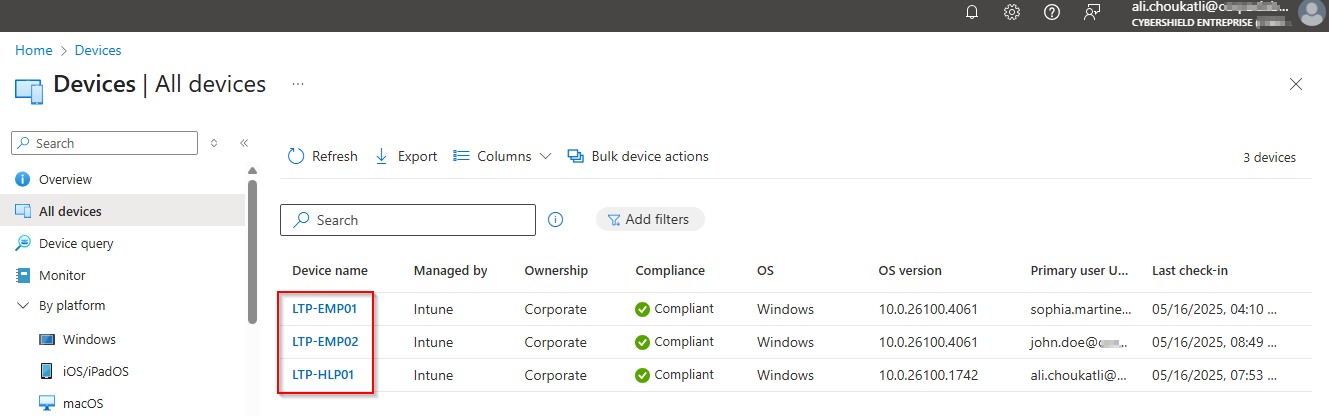 ali.choukatli@c...
CYBERSHIELD ENTREPRISE (
Home > Devices
Devices | All devices ...
Search
«
Refresh Export Columns Bulk device actions 3 devices
Overview
All devices
Device query
Monitor
By platform
Windows
iOS/iPadOS
macOS
Search Add filters
Device name Managed by Ownership Compliance OS OS version Primary user U... Last check-in
LTP-EMP01 Intune Corporate Compliant Windows 10.0.26100.4061 sophia.martine... 05/16/2025, 04:10 ...
LTP-EMP02 Intune Corporate Compliant Windows 10.0.26100.4061 john.doe@c... 05/16/2025, 08:49 ...
LTP-HLP01 Intune Corporate Compliant Windows 10.0.26100.1742 ali.choukatli@... 05/16/2025, 07:53 ...